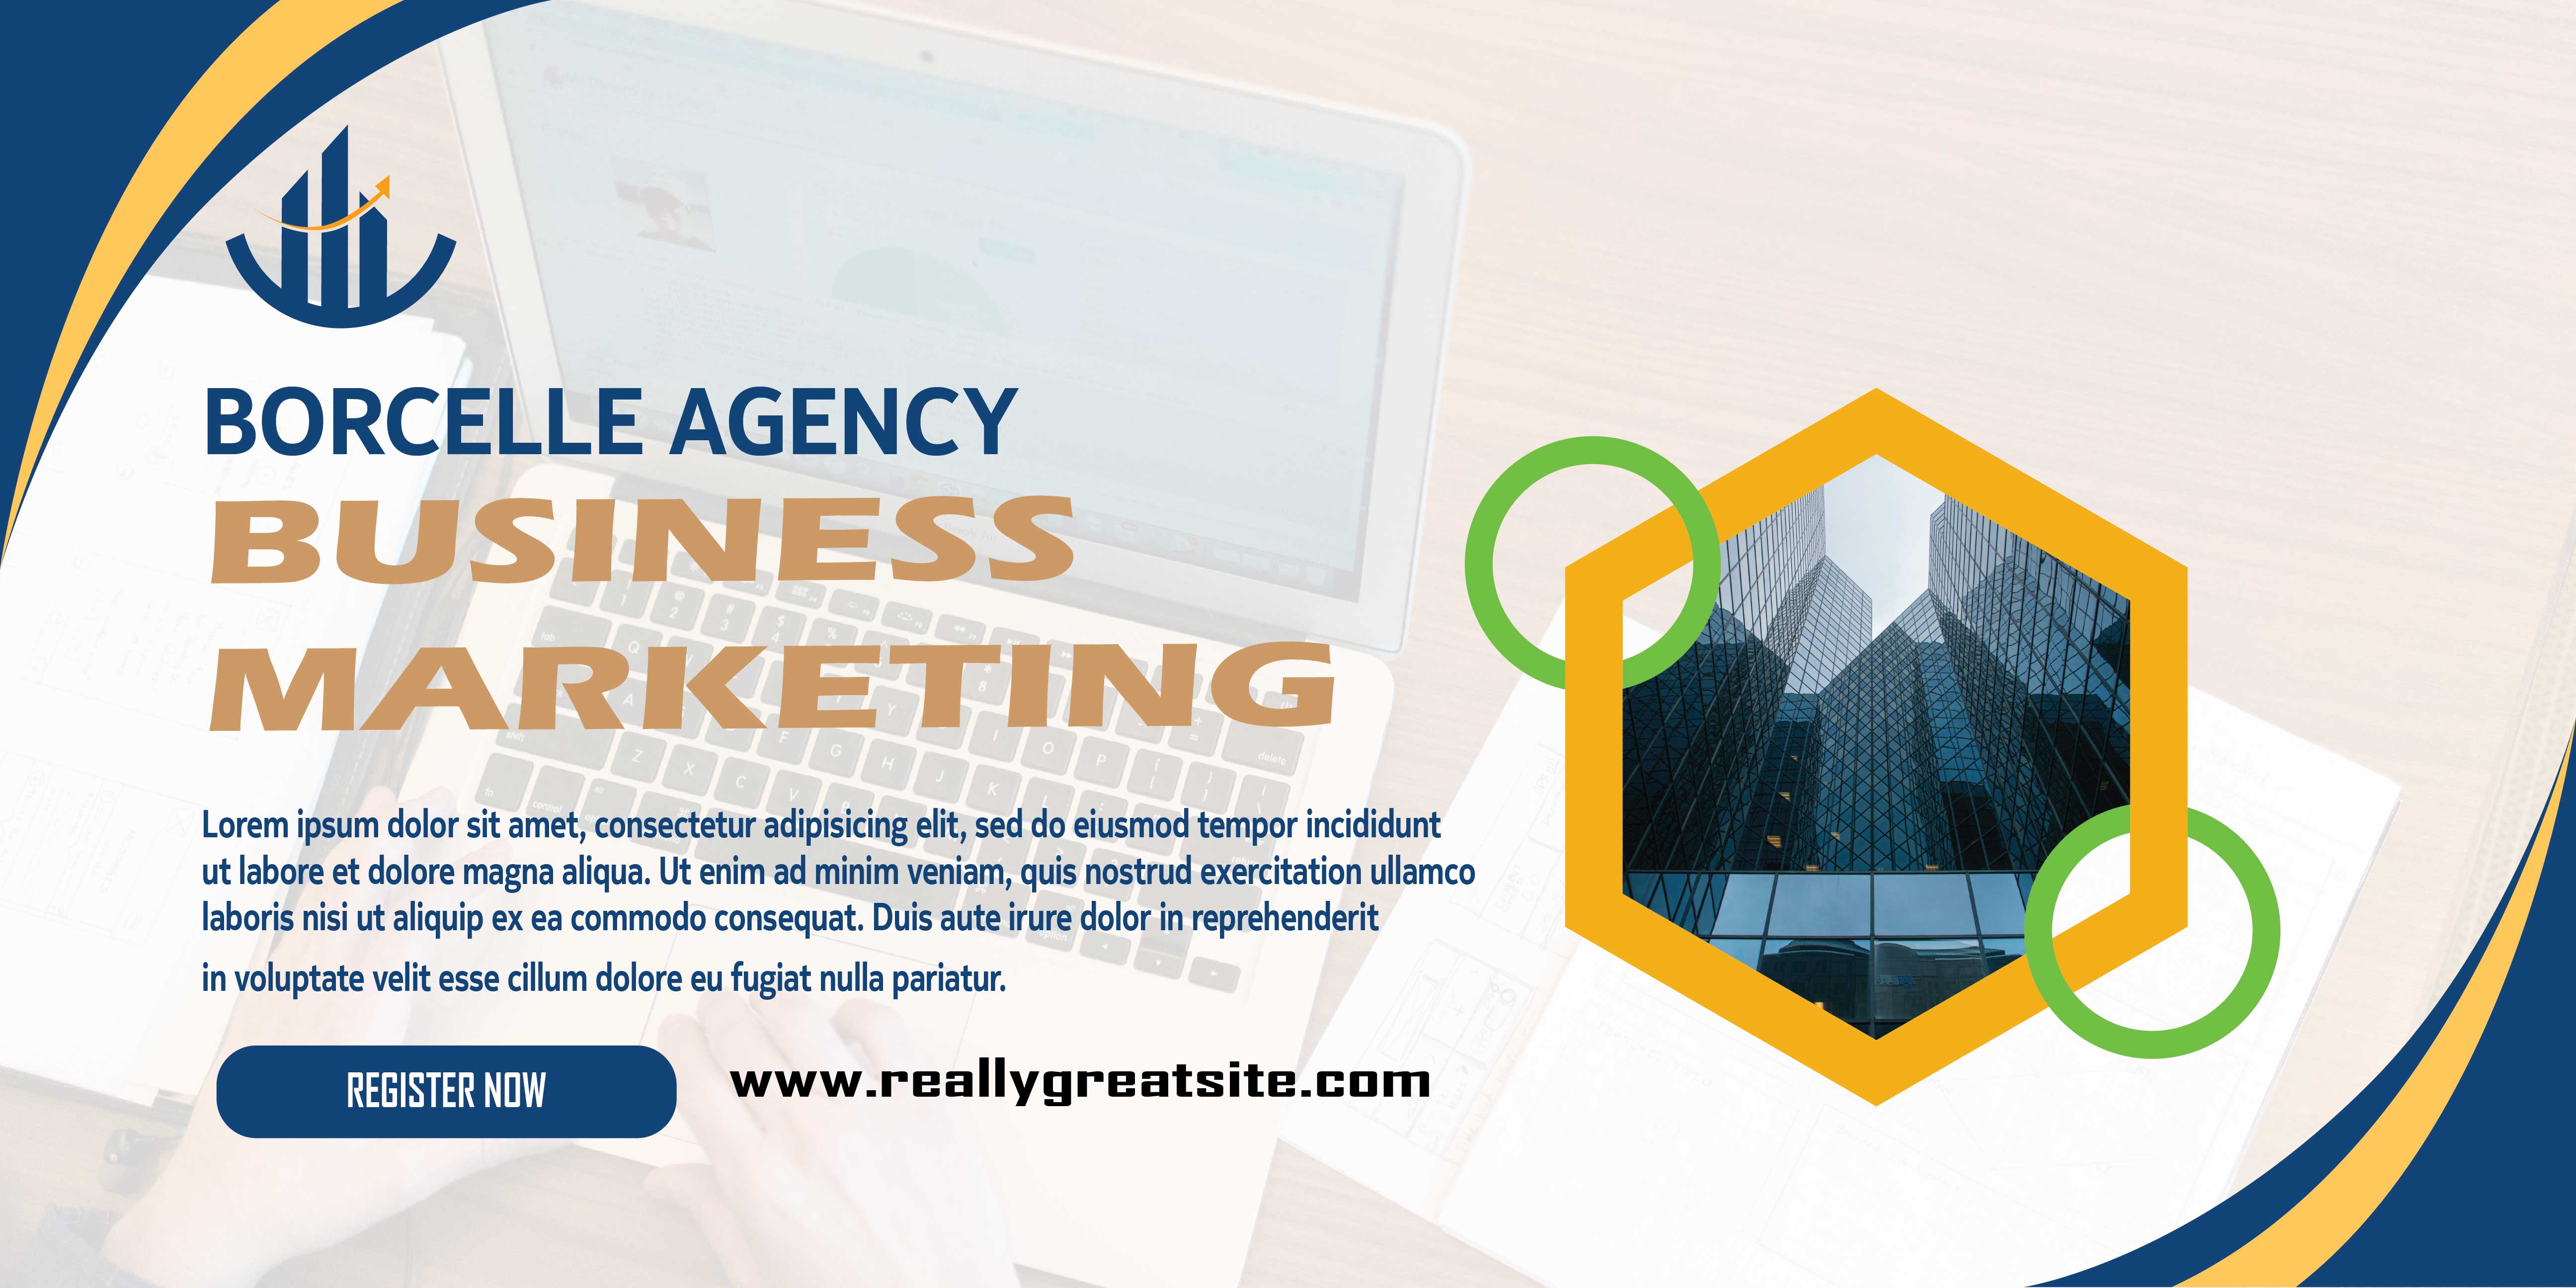 BORCELLE AGENCY
BUSINESS
MARKETING
Lorem ipsum dolor sit amet, consectetur adipisicing elit, sed do eiusmod tempor incididunt
ut labore et dolore magna aliqua. Ut enim ad minim veniam, quis nostrud exercitation ullamco
laboris nisi ut aliquip ex ea commodo consequat. Duis aute irure dolor in reprehenderit
in voluptate velit esse cillum dolore eu fugiat nulla pariatur.
REGISTER NOW
www.reallygreatsite.com